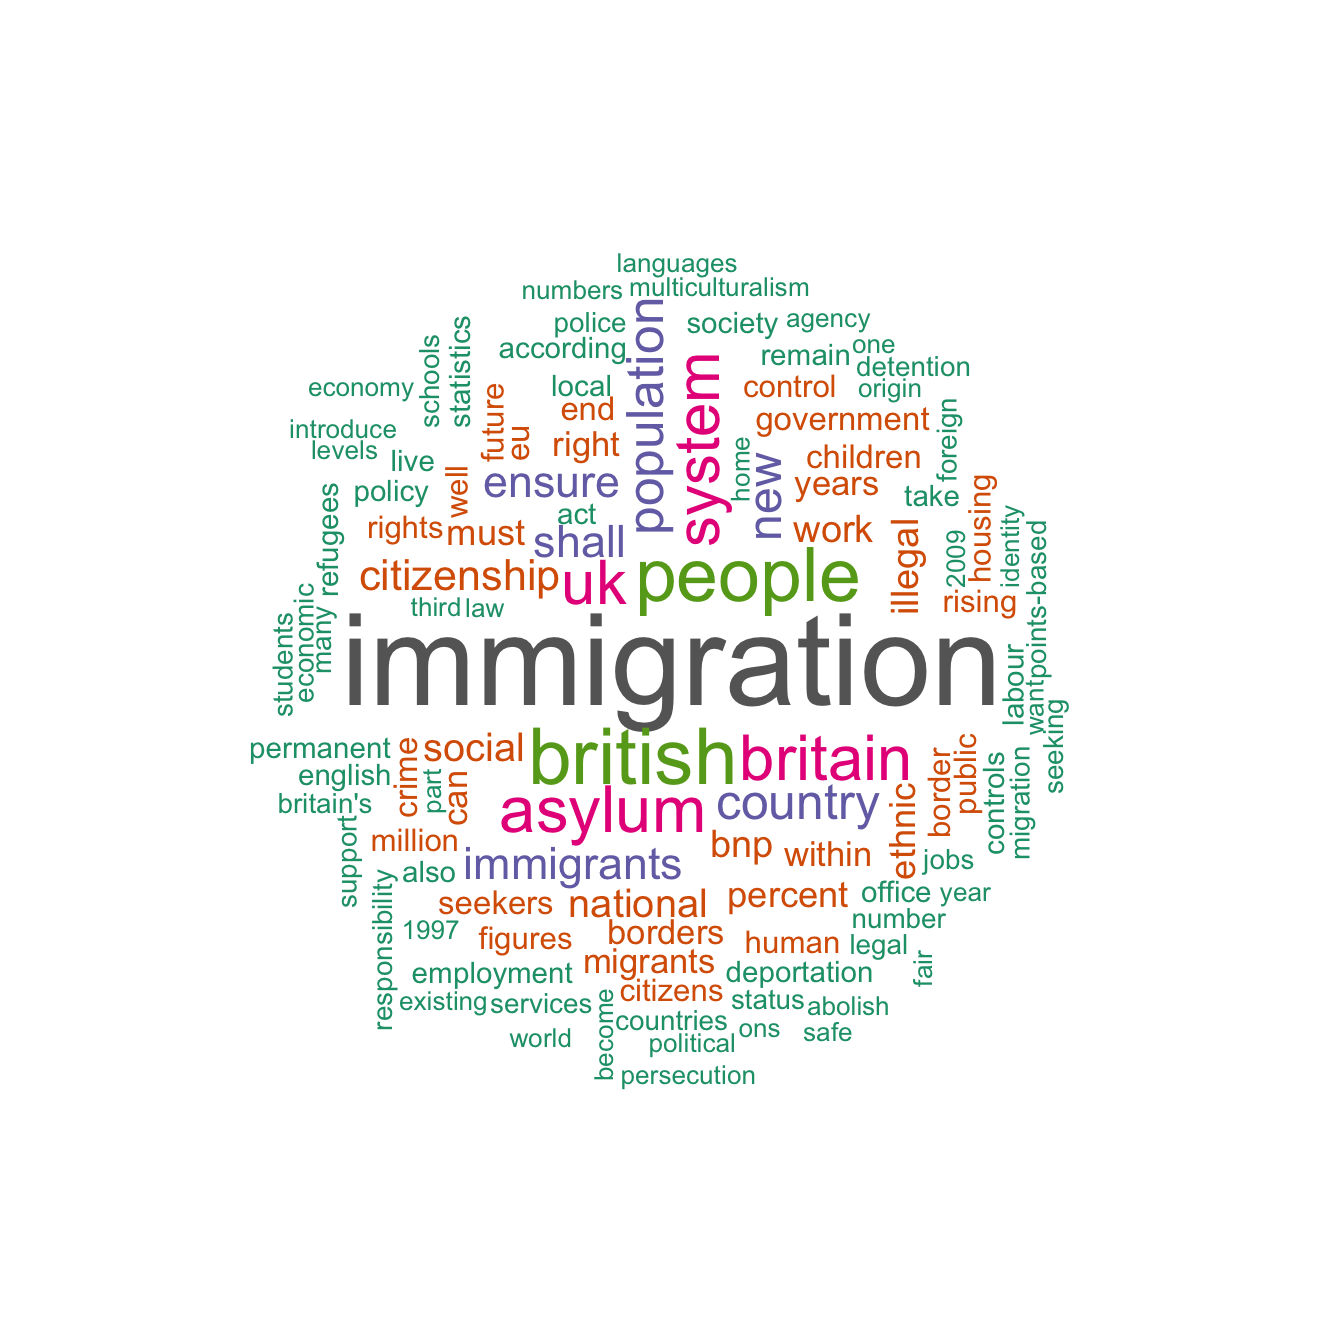 languages
numbers
multiculturalism
population
police
society
agency
according
system
remain
one
schools
statistics
detention
economy
local
control
origin
future
end
government
foreign
introduce
eu
right
home
children
levels
live
well
ensure
new
years
take
housing
policy
refugees
act
rights
must
shall
work
illegal
2009
identity
points-based
citizenship
uk
people
rising
third
law
students
economic
many
immigration
labour
want
seeking
permanent
crime
social
british
britain
border
public
controls
migration
english
part
can
britain's
asylum
country
ethnic
support
million
bnp
within
jobs
also
immigrants
responsibility
seekers
national
percent
office
year
1997
figures
borders
human
number
legal
fair
employment
migrants
deportation
existing
services
citizens
status
abolish
become
countries
ons
safe
world
political
persecution